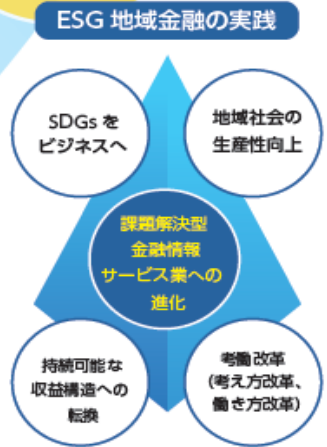 ESG 地域金融の実践
SDGs を
ビジネスへ
地域社会の
生産性向上
課題解決型
金融情報
サービス業への
進化
持続可能な
収益構造への
転換
考働改革
(考え方改革、
働き方改革)